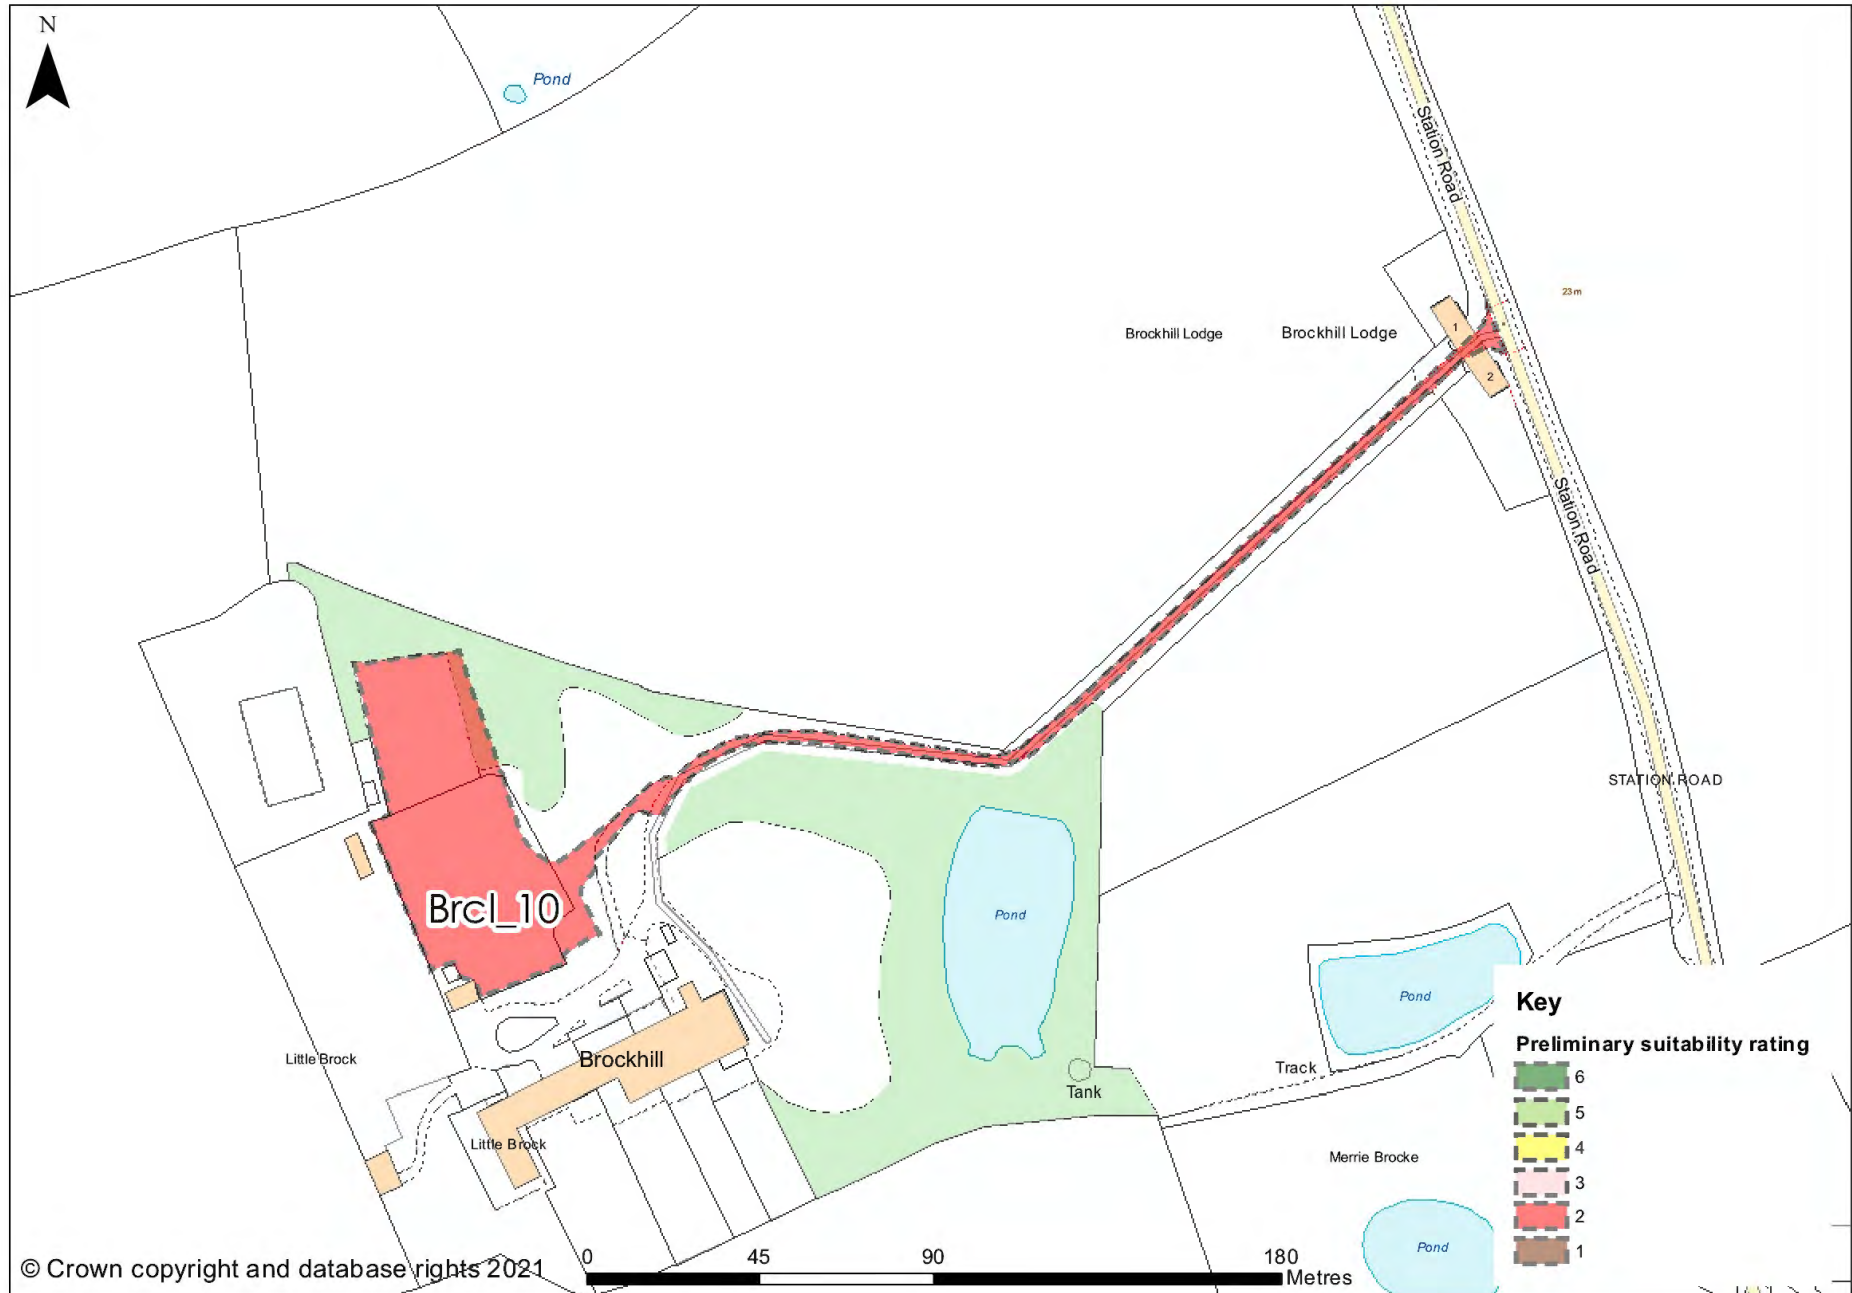 N
Pond
Station Road
23m
Brockhill Lodge
Brockhill Lodge
1
2
Station Road
STATION ROAD
Brcl_10
Pond
Pond
Key
Preliminary suitability rating
6
5
4
3
2
1
Little Brock
Brockhill
Track
Tank
Little Brock
Merrie Brocke
Pond
© Crown copyright and database rights 2021
0 45 90 180
Metres